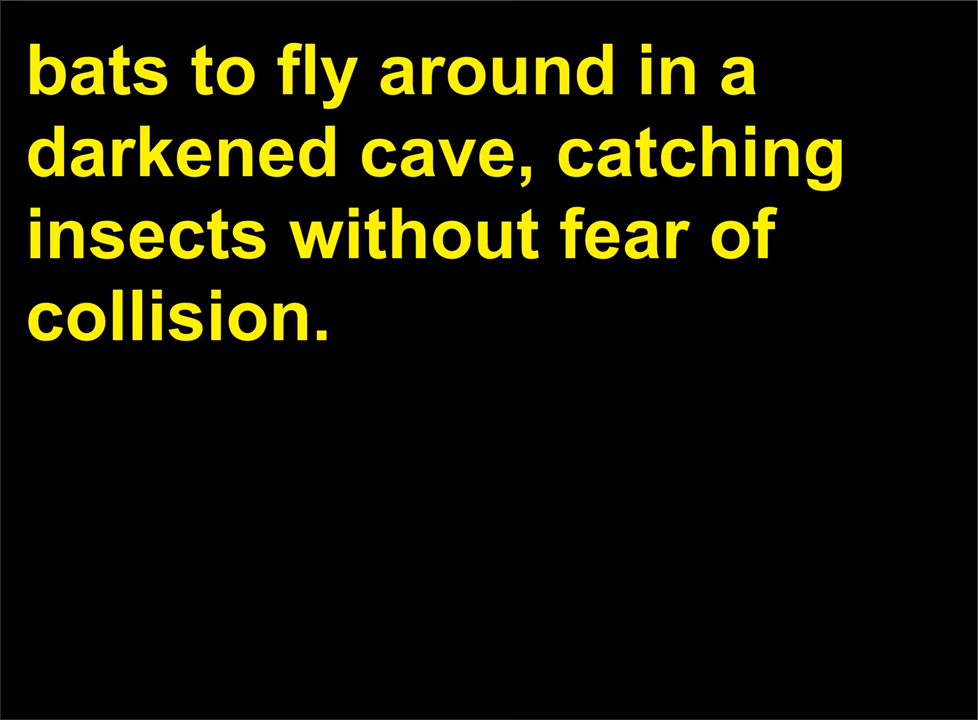 bats to fly around in a
darkened cave, catching
insects without fear of
collision.